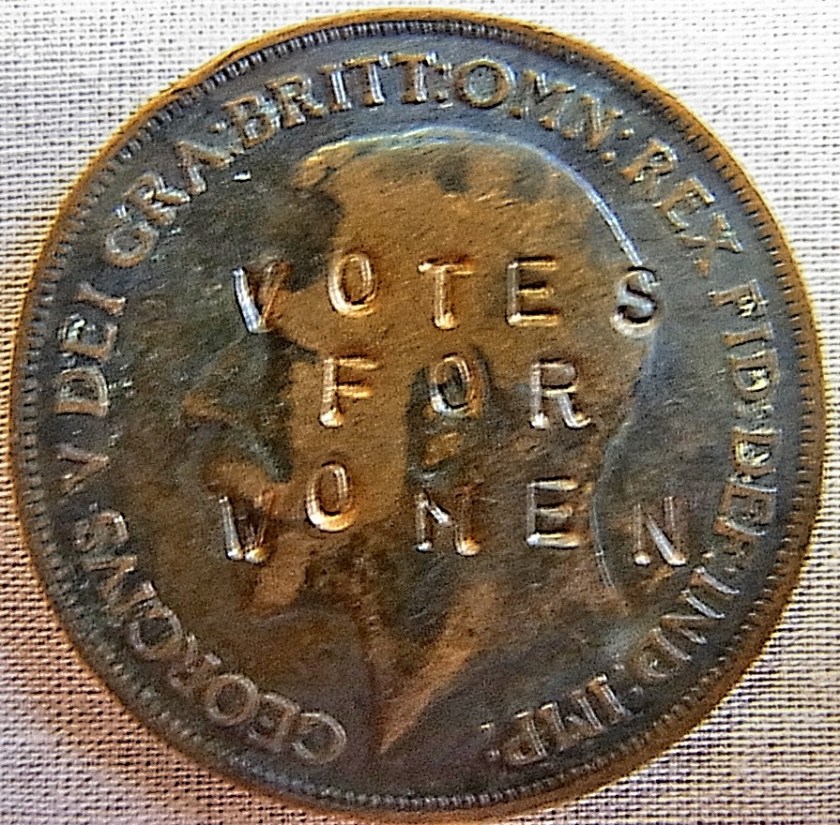 GEORGIVS V DEI GRA: BRITT: OMN: REX FID: DEF: IND: IMP:
VOTES
FOR
WOMEN